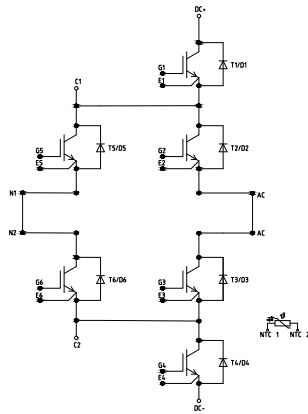 DC+
G1
T1/D1
E1
C1
G5
T5/D5
E5
G2
T2/D2
E2
N1
AC
N2
AC
G6
T6/D6
E6
G3
T3/D3
E3
ϑ
NTC 1 NTC 2
C2
G4
T4/D4
E4
DC-